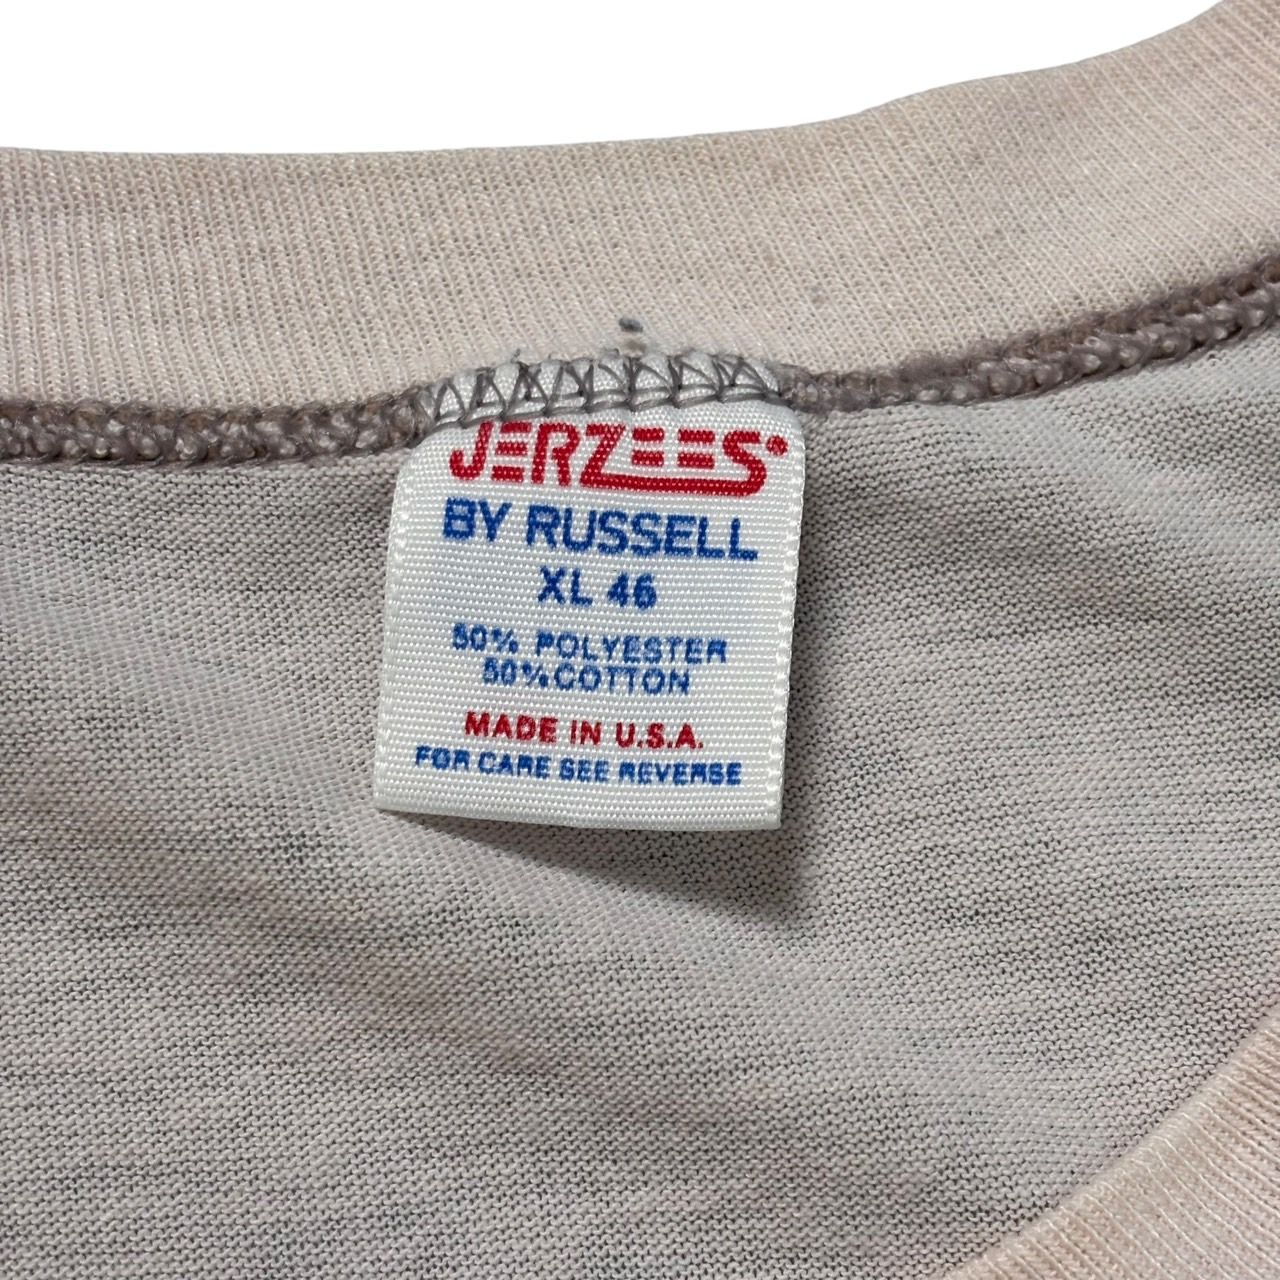 JERZEES
BY RUSSELL
XL 46
50% POLYESTER
50% COTTON
MADE IN U.S.A.
FOR CARE SEE REVERSE